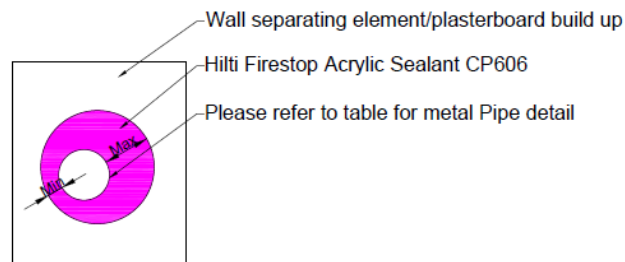 Wall separating element/plasterboard build up
Hilti Firestop Acrylic Sealant CP606
Please refer to table for metal Pipe detail
Max
Min